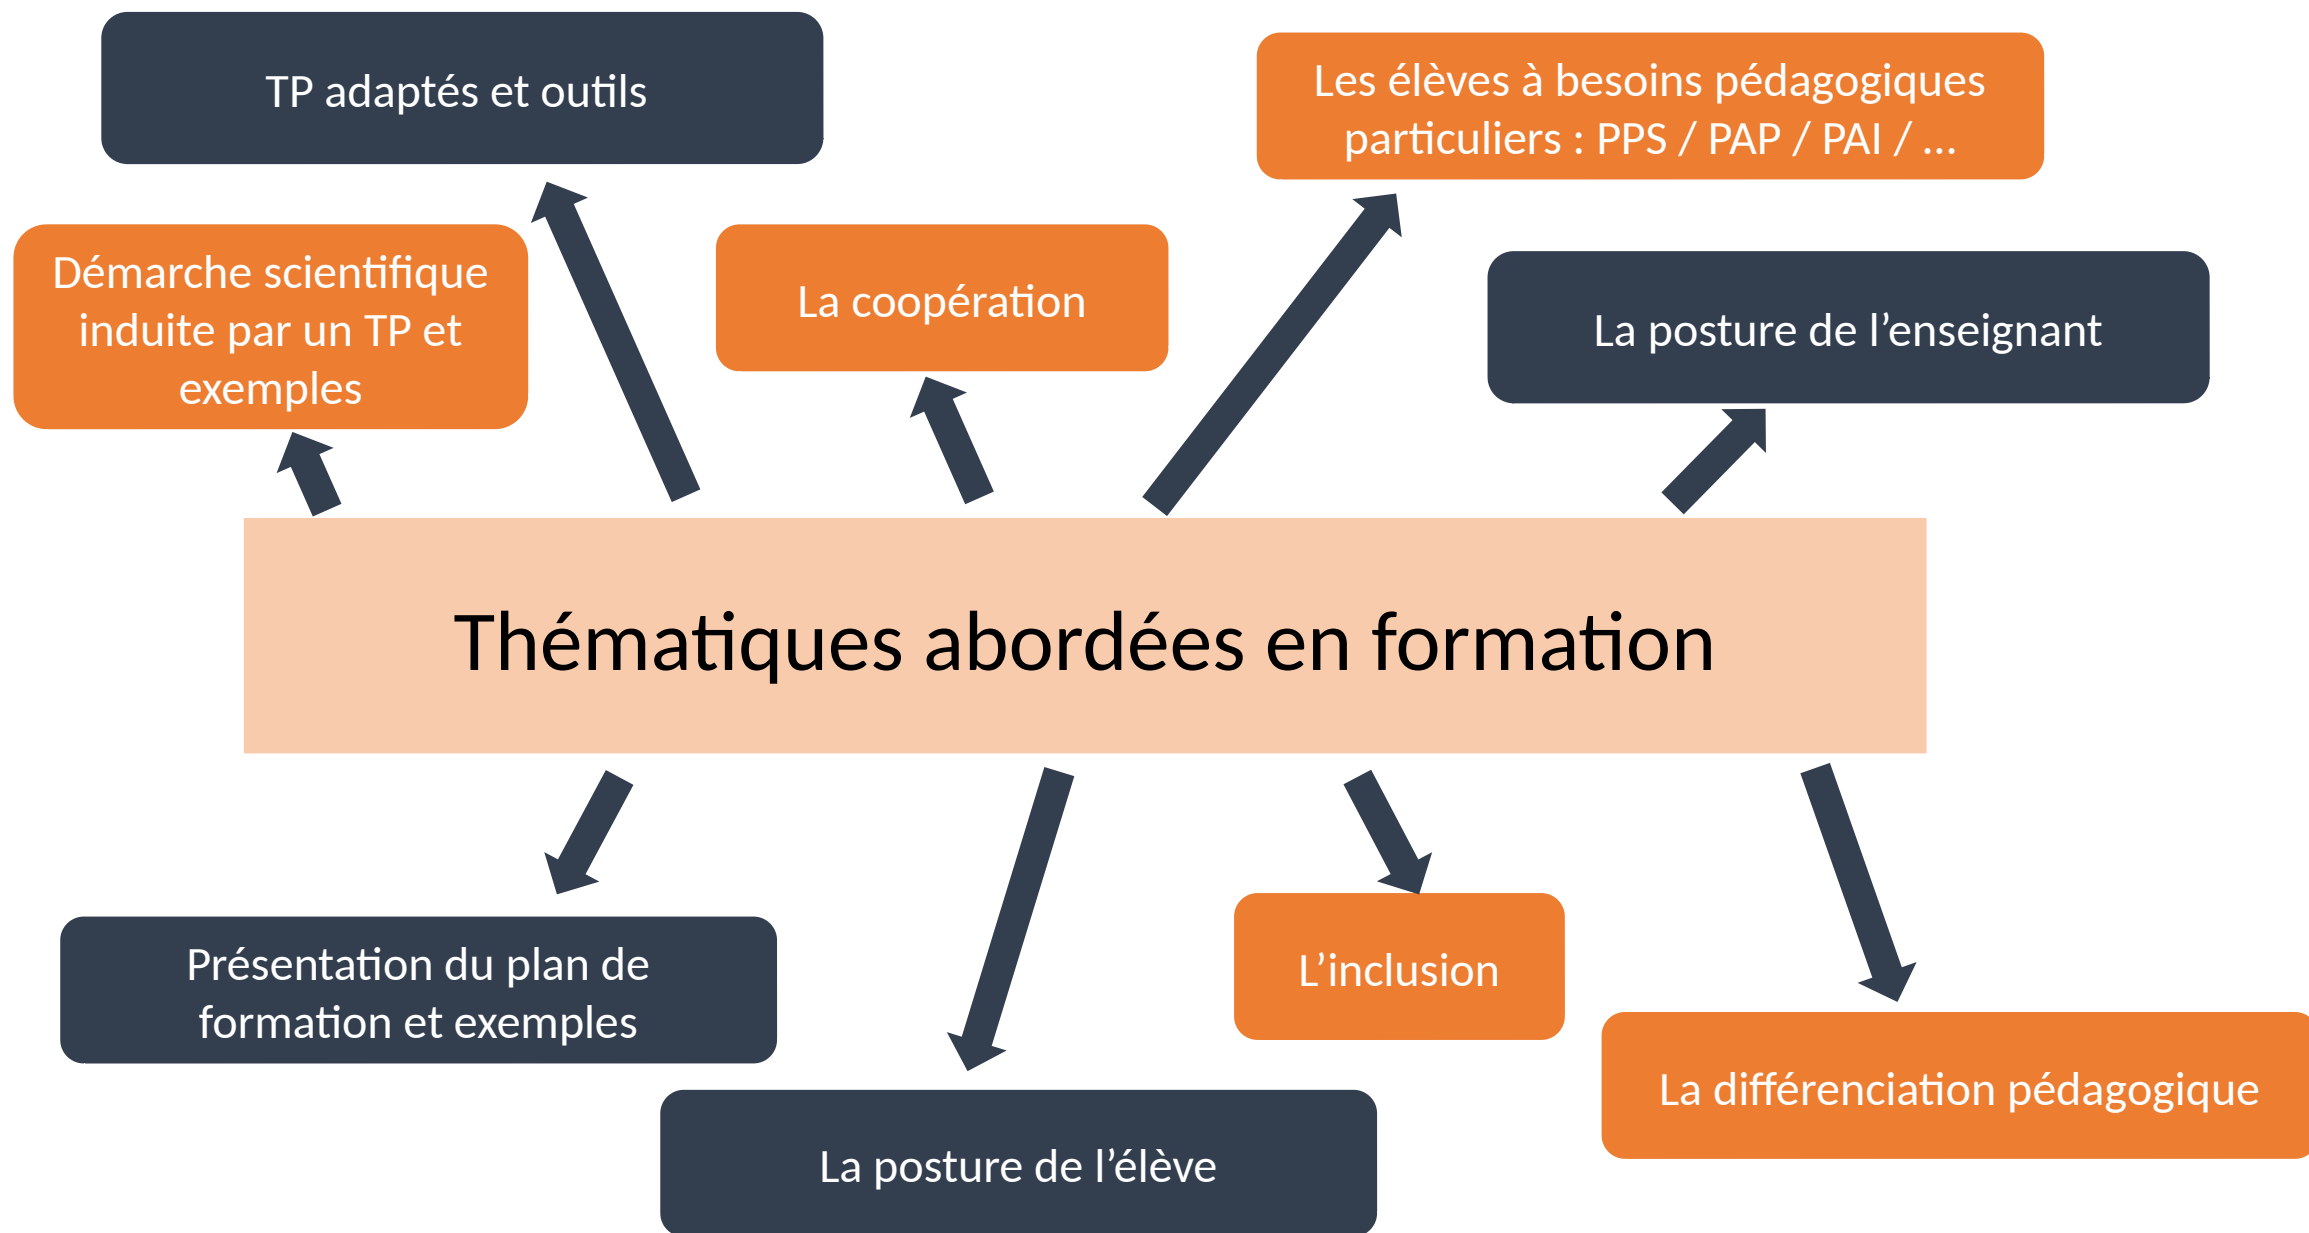 TP adaptés et outils
Les élèves à besoins pédagogiques
particuliers : PPS / PAP / PAI / …
Démarche scientifique
induite par un TP et
exemples
La coopération
La posture de l’enseignant
Thématiques abordées en formation
Présentation du plan de
formation et exemples
L’inclusion
La différenciation pédagogique
La posture de l’élève